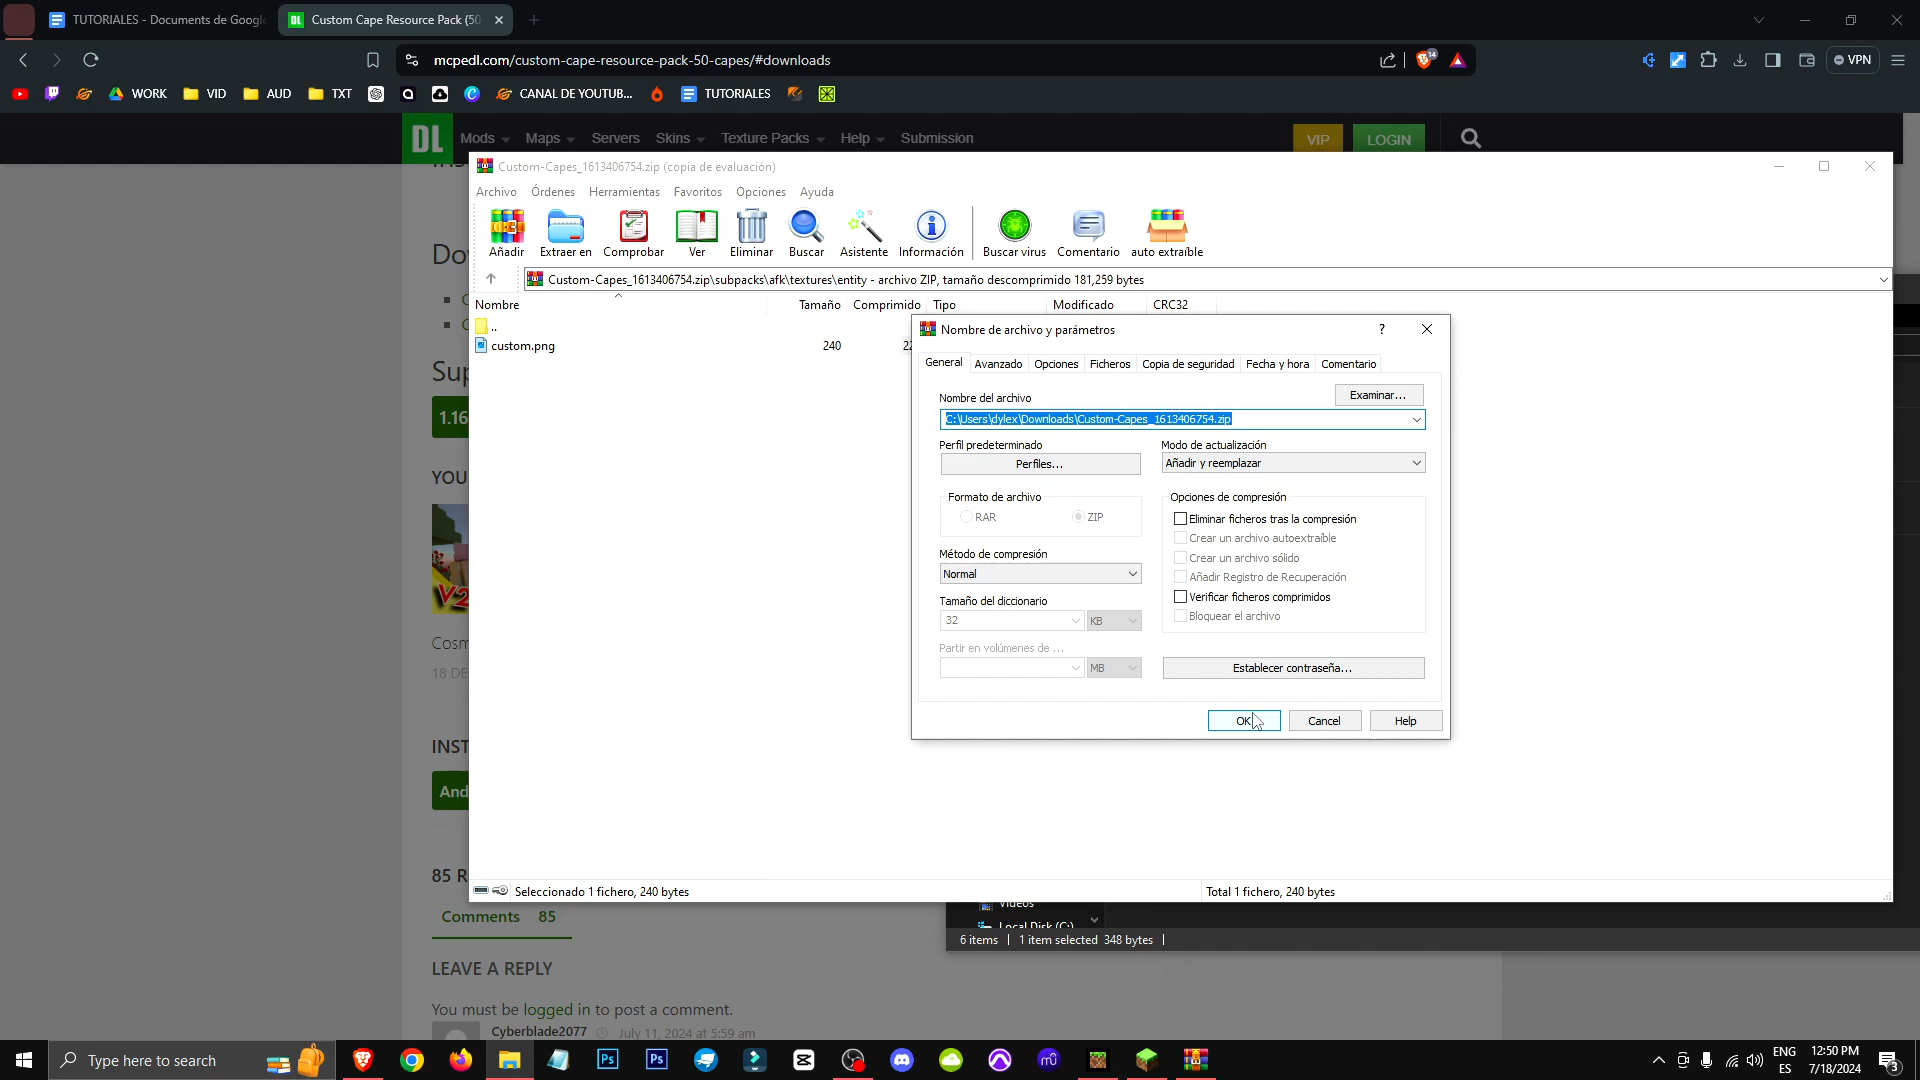 TUTORIALES - Documentos de Google
DL Custom Cape Resource Pack (50
mcpedl.com/custom-cape-resource-pack-50-capes/#downloads
14
VPN
WORK
VID
AUD
TXT
CANAL DE YOUTUB...
TUTORIALES
DL
Mods
Maps
Servers
Skins
Texture Packs
Help
Submission
VIP
LOGIN
Custom-Capes_1613406754.zip (copia de evaluación)
Archivo Órdenes Herramientas Favoritos Opciones Ayuda
Añadir Extraer en Comprobar Ver Eliminar Buscar Asistente Información Buscar virus Comentario auto extraíble
Custom-Capes_1613406754.zip\subpacks\afk\textures\entity - archivo ZIP, tamaño descomprimido 181,259 bytes
Nombre Tamaño Comprimido Tipo Modificado CRC32
..
custom.png 240
Nombre de archivo y parámetros
?
General Avanzado Opciones Ficheros Copia de seguridad Fecha y hora Comentario
Nombre del archivo
Examinar...
C:\Users\dylex\Downloads\Custom-Capes_1613406754.zip
Perfil predeterminado
Modo de actualización
Perfiles...
Añadir y reemplazar
Formato de archivo
RAR
ZIP
Método de compresión
Normal
Tamaño del diccionario
32
KB
Partir en volúmenes de ...
MB
Opciones de compresión
Eliminar ficheros tras la compresión
Crear un archivo autoextraíble
Crear un archivo sólido
Añadir Registro de Recuperación
Verificar ficheros comprimidos
Bloquear el archivo
Establecer contraseña...
OK
Cancel
Help
Do
Sup
1.16
YOU
V2
Cosm
18 DE
INST
And
85 R
Seleccionado 1 fichero, 240 bytes
Total 1 fichero, 240 bytes
Videos
Local Disk (C:)
6 items
1 item selected 348 bytes
Comments 85
LEAVE A REPLY
You must be logged in to post a comment.
Cyberblade2077
July 11, 2024 at 5:59 am
Type here to search
Ps
Ps
ENG
ES
12:50 PM
7/18/2024
3